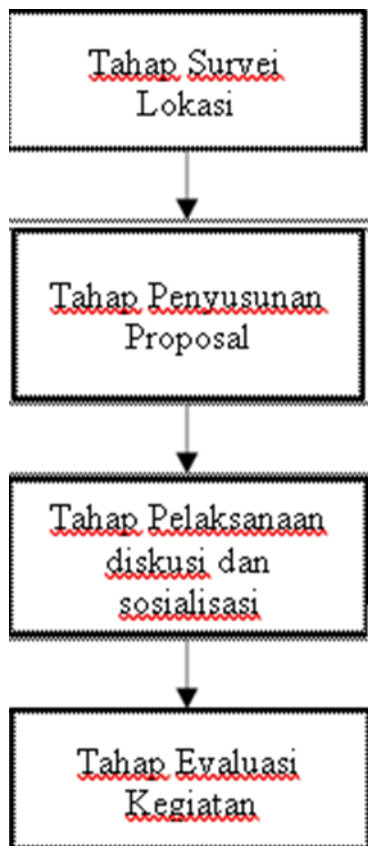 Tahap Survei
Lokasi
Tahap Penyusunan
Proposal
Tahap Pelaksanaan
diskusi dan
sosialisasi
Tahap Evaluasi
Kegiatan